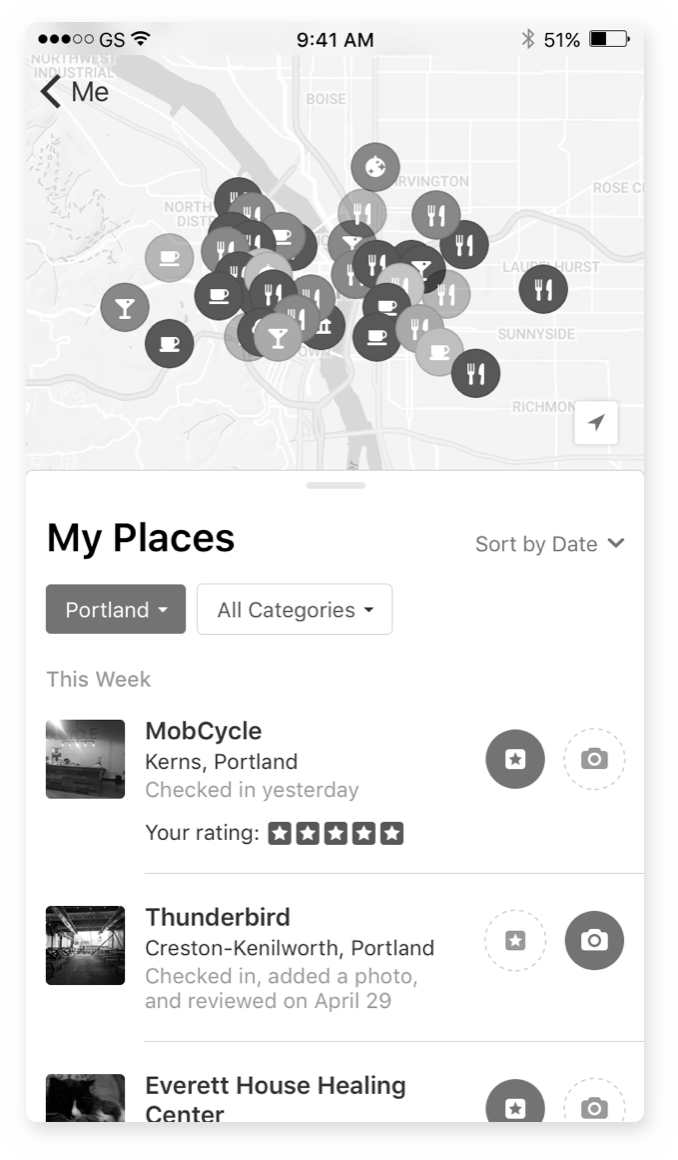 GS
9:41 AM
51%
NORTHWEST
INDUSTRIAL
Me
BOISE
IRVINGTON
NORTH
DISTR
LAURELHURST
SUNNYSIDE
RICHMON
My Places
Sort by Date
Portland
All Categories
This Week
MobCycle
Kerns, Portland
Checked in yesterday
Your rating:
Thunderbird
Creston-Kenilworth, Portland
Checked in, added a photo,
and reviewed on April 29
Everett House Healing
Center